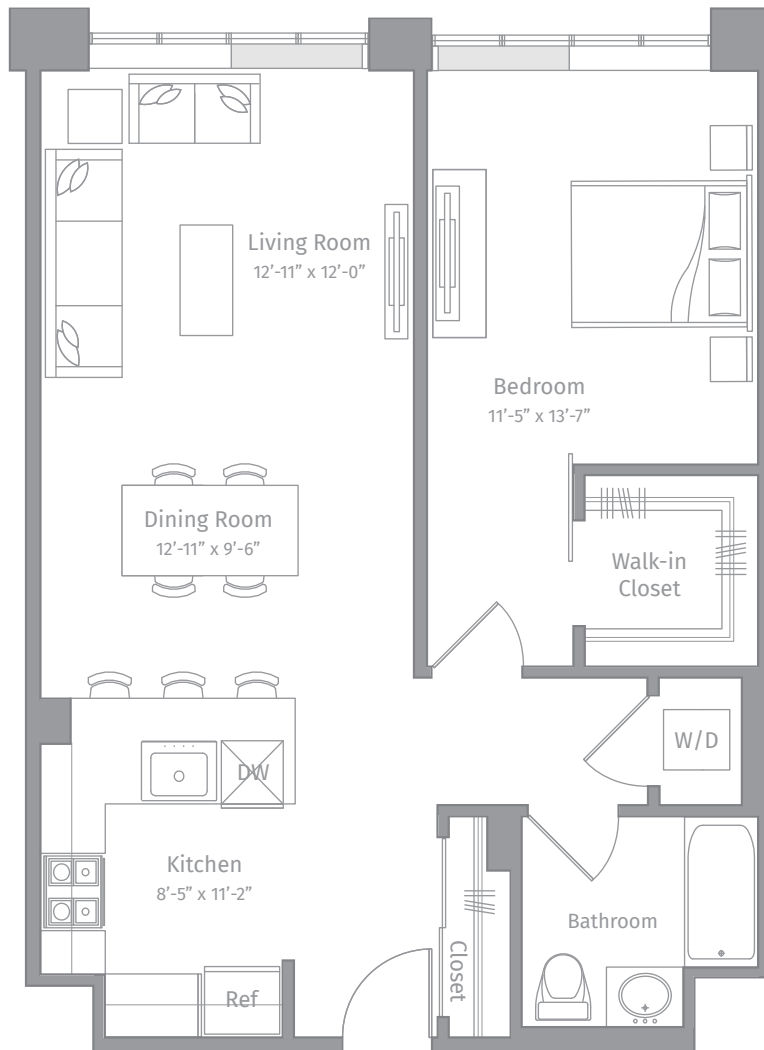 Living Room
12’-11” x 12’-0”
Bedroom
11’-5” x 13’-7”
Dining Room
12’-11” x 9’-6”
Walk-in
Closet
W/D
DW
Kitchen
8’-5” x 11’-2”
Bathroom
Closet
Ref